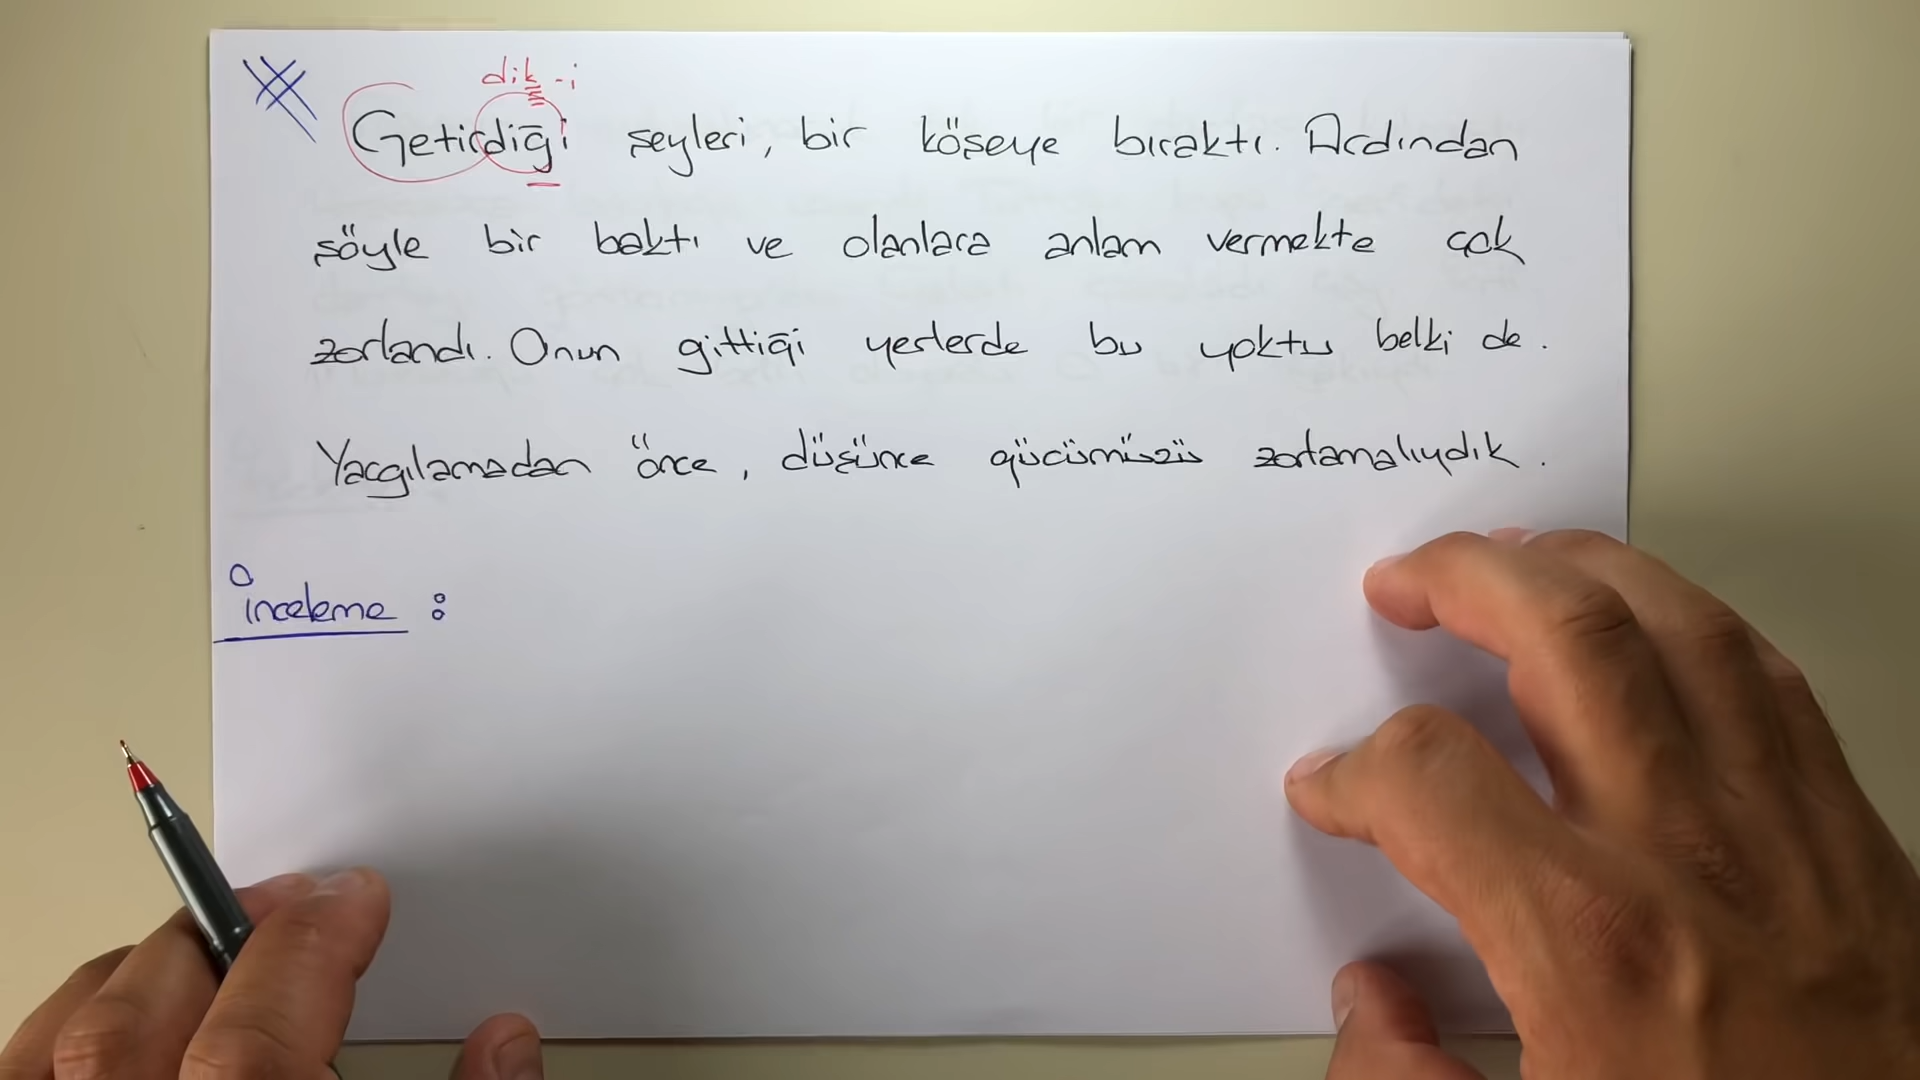 dik -i
Getirdiği şeyleri, bir köşeye bıraktı. Ardından
şöyle bir baktı ve olanlara anlam vermekte çok
zorlandı. Onun gittiği yerlerde bu yoktu belki de.
Yargılamadan önce, düşünce gücümüzü zorlamalıydık.
inceleme :